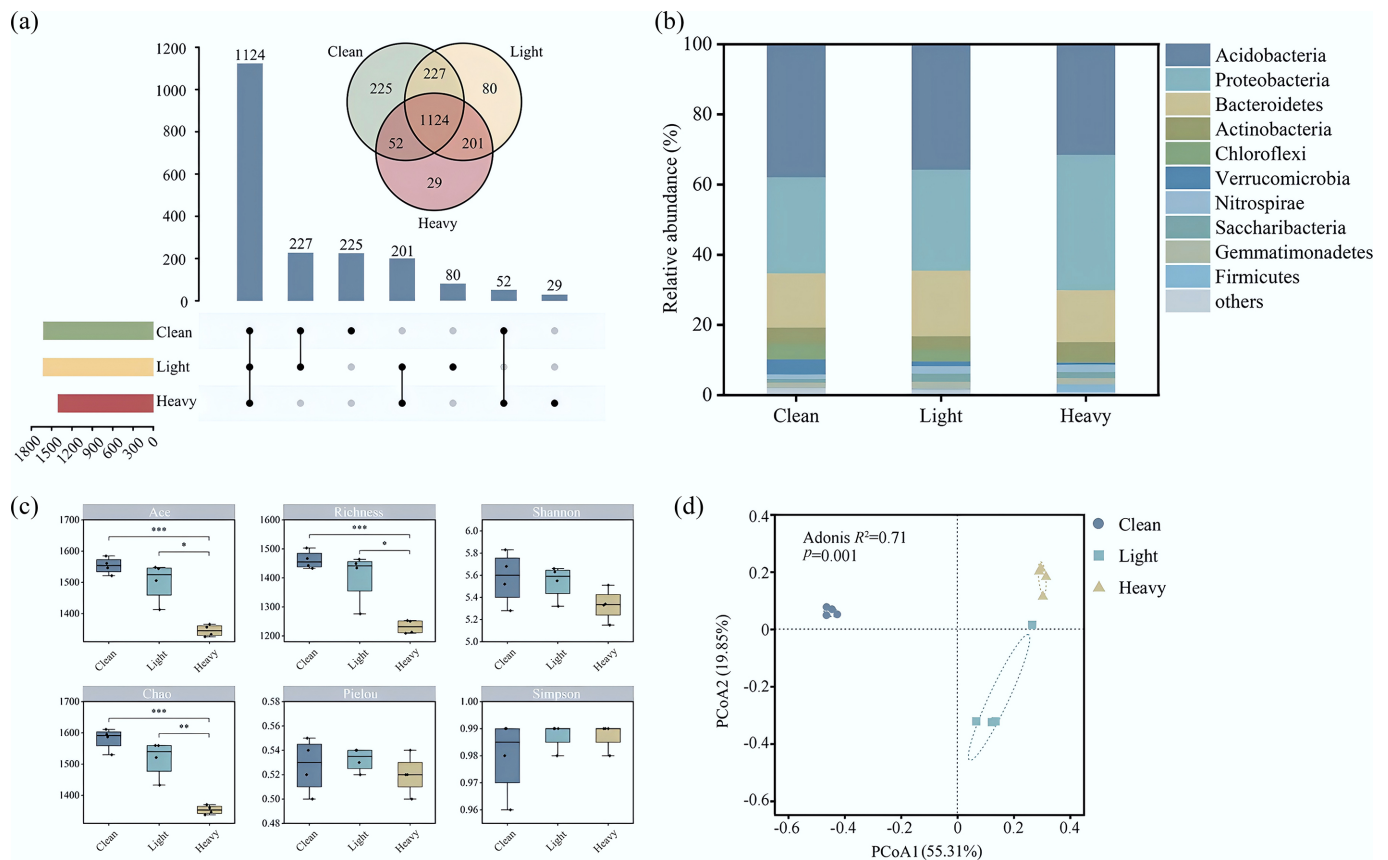 (a)
1200
1000
800
600
400
200
0
1124
227
225
201
80
52
29
Clean
Light
Heavy
225
227
80
1124
52
201
29
Clean
Light
Heavy
1800
1500
1200
900
600
300
0
(b)
Relative abundance (%)
100
80
60
40
20
0
Clean
Light
Heavy
Acidobacteria
Proteobacteria
Bacteroidetes
Actinobacteria
Chloroflexi
Verrucomicrobia
Nitrospirae
Saccharibacteria
Gemmatimonadetes
Firmicutes
others
(c)
Ace
1700
1600
1500
1400
***
*
Clean
Light
Heavy
Richness
1600
1500
1400
1300
1200
***
*
Clean
Light
Heavy
Shannon
6.0
5.8
5.6
5.4
5.2
5.0
Clean
Light
Heavy
Chao
1700
1600
1500
1400
***
**
Clean
Light
Heavy
Pielou
0.58
0.56
0.54
0.52
0.50
0.48
Clean
Light
Heavy
Simpson
1.00
0.99
0.98
0.97
0.96
Clean
Light
Heavy
(d)
Adonis R²=0.71
p=0.001
PCoA2 (19.85%)
0.4
0.2
0
-0.2
-0.4
-0.6
-0.6
-0.4
-0.2
0
0.2
0.4
PCoA1 (55.31%)
Clean
Light
Heavy